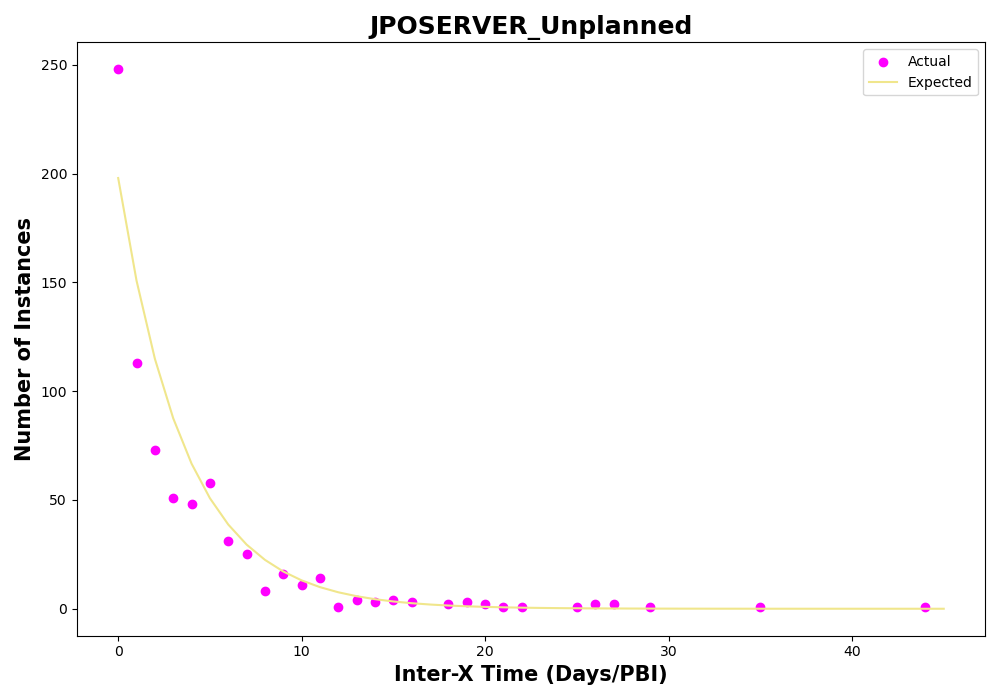 JPOSERVER_Unplanned
Actual
Expected
Number of Instances
250
200
150
100
50
0
0 10 20 30 40
Inter-X Time (Days/PBI)